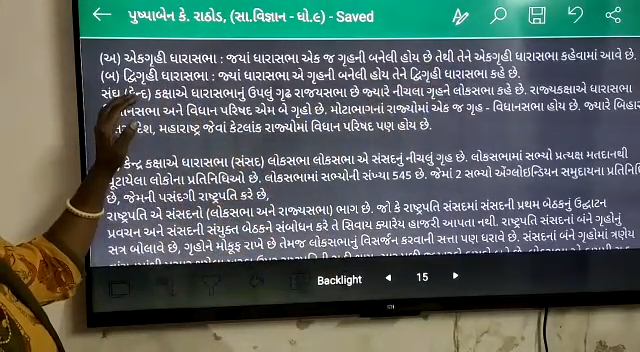 પુષ્પાબેન કે. રાઠોડ, (સા.વિજ્ઞાન - ધો.૯) - Saved
(અ) એકગૃહી ધારાસભા : જયાં ધારાસભા એક જ ગૃહની બનેલી હોય છે તેથી તેને એકગૃહી ધારાસભા કહેવામાં આવે છે.
(બ) દ્વિગૃહી ધારાસભા : જ્યાં ધારાસભા એ ગૃહની બનેલી હોય તેને દ્વિગૃહી ધારાસભા કહે છે.
સંઘ (કેન્દ્ર) કક્ષાએ ધારાસભાનું ઉપલું ગૃહ રાજયસભા છે જ્યારે નીચલા ગૃહને લોકસભા કહે છે. રાજ્યકક્ષાએ ધારાસભા
અને વિધાન પરિષદ એમ બે ગૃહો છે. મોટાભાગનાં રાજ્યોમાં એક જ ગૃહ - વિધાનસભા હોય છે. જ્યારે
મહારાષ્ટ્ર જેવાં કેટલાંક રાજ્યોમાં વિધાન પરિષદ પણ હોય છે.
કેન્દ્ર કક્ષાએ ધારાસભા (સંસદ) લોકસભા લોકસભા એ સંસદનું નીચલું ગૃહ છે. લોકસભામાં સભ્યો પ્રત્યક્ષ મતદાનથી
ચૂંટાયેલા લોકોના પ્રતિનિધિઓ છે. લોકસભામાં સભ્યોની સંખ્યા 545 છે. જેમાં 2 સભ્યો એંગ્લોઇન્ડિયન સમુદાયના
છે, જેમની પસંદગી રાષ્ટ્રપતિ કરે છે,
રાષ્ટ્રપતિ એ સંસદનો (લોકસભા અને રાજ્યસભા) ભાગ છે. જો કે રાષ્ટ્રપતિ સંસદમાં સંસદની પ્રથમ બેઠકનું ઉદ્ઘાટન
પ્રવચન અને સંસદની સંયુક્ત બેઠકને સંબોધન કરે તે સિવાય ક્યારેય હાજરી આપતા નથી. રાષ્ટ્રપતિ સંસદનાં બંને ગૃહોનું
સત્ર બોલાવે છે, ગૃહોને મોકૂફ રાખે છે તેમજ લોકસભાનું વિસર્જન કરવાની સત્તા પણ ધરાવે છે. સંસદનાં બંને ગૃહોમાં ત્રણેય
Backlight
15